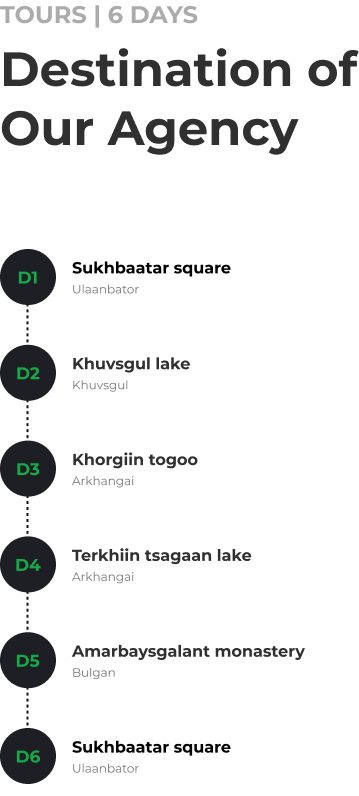 TOURS | 6 DAYS
Destination of
Our Agency
D1
Sukhbaatar square
Ulaanbator
D2
Khuvsgul lake
Khuvsgul
D3
Khorgiin togoo
Arkhangai
D4
Terkhiin tsagaan lake
Arkhangai
D5
Amarbaysgalant monastery
Bulgan
D6
Sukhbaatar square
Ulaanbator